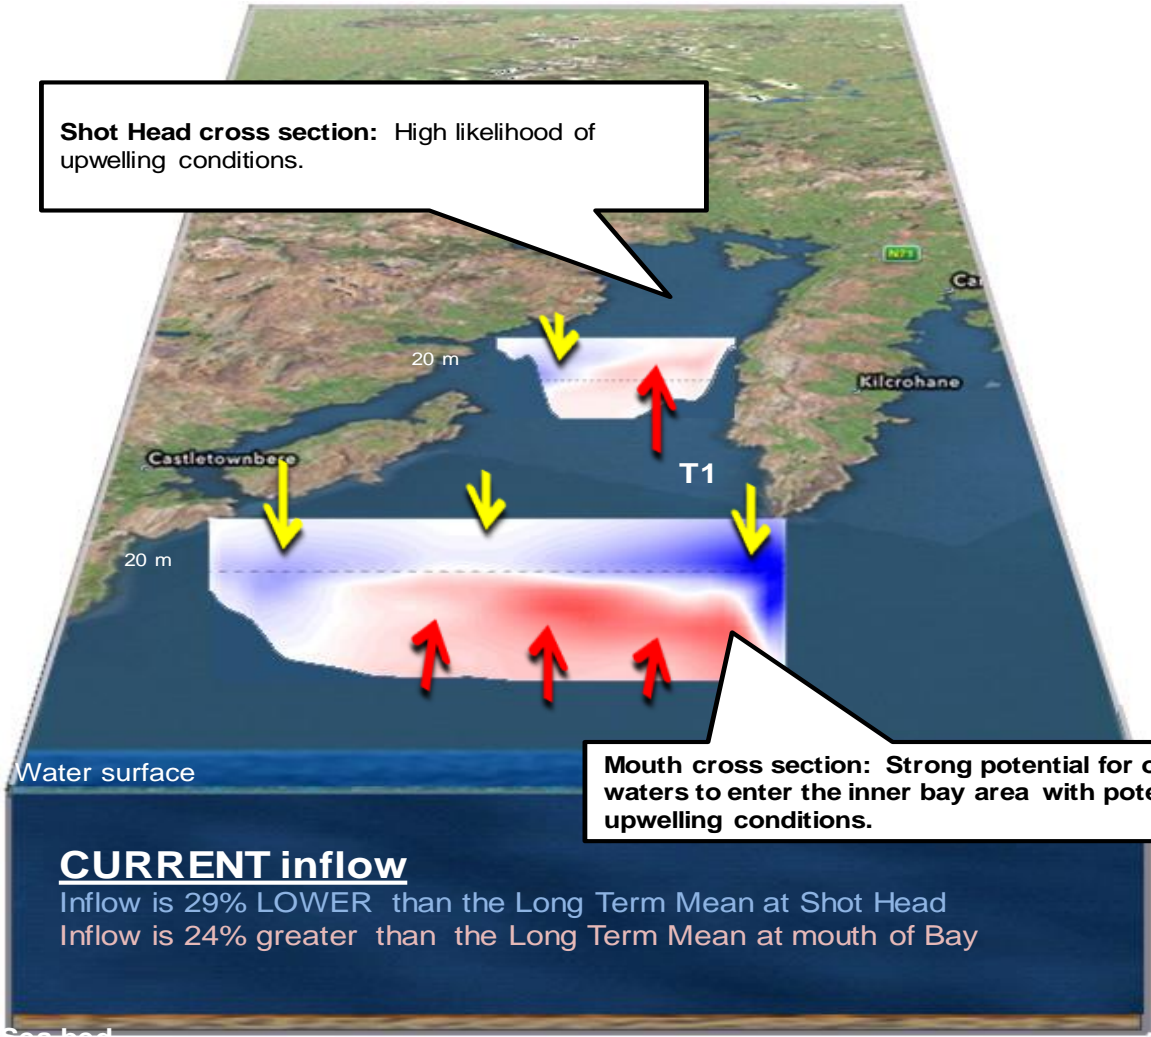 Shot Head cross section: High likelihood of
upwelling conditions.
N71
20 m
Kilcrohane
Castletownbere
T1
20 m
Water surface
Mouth cross section: Strong potential for
waters to enter the inner bay area with
upwelling conditions.
CURRENT inflow
Inflow is 29% LOWER than the Long Term Mean at Shot Head
Inflow is 24% greater than the Long Term Mean at mouth of Bay
Sea bed